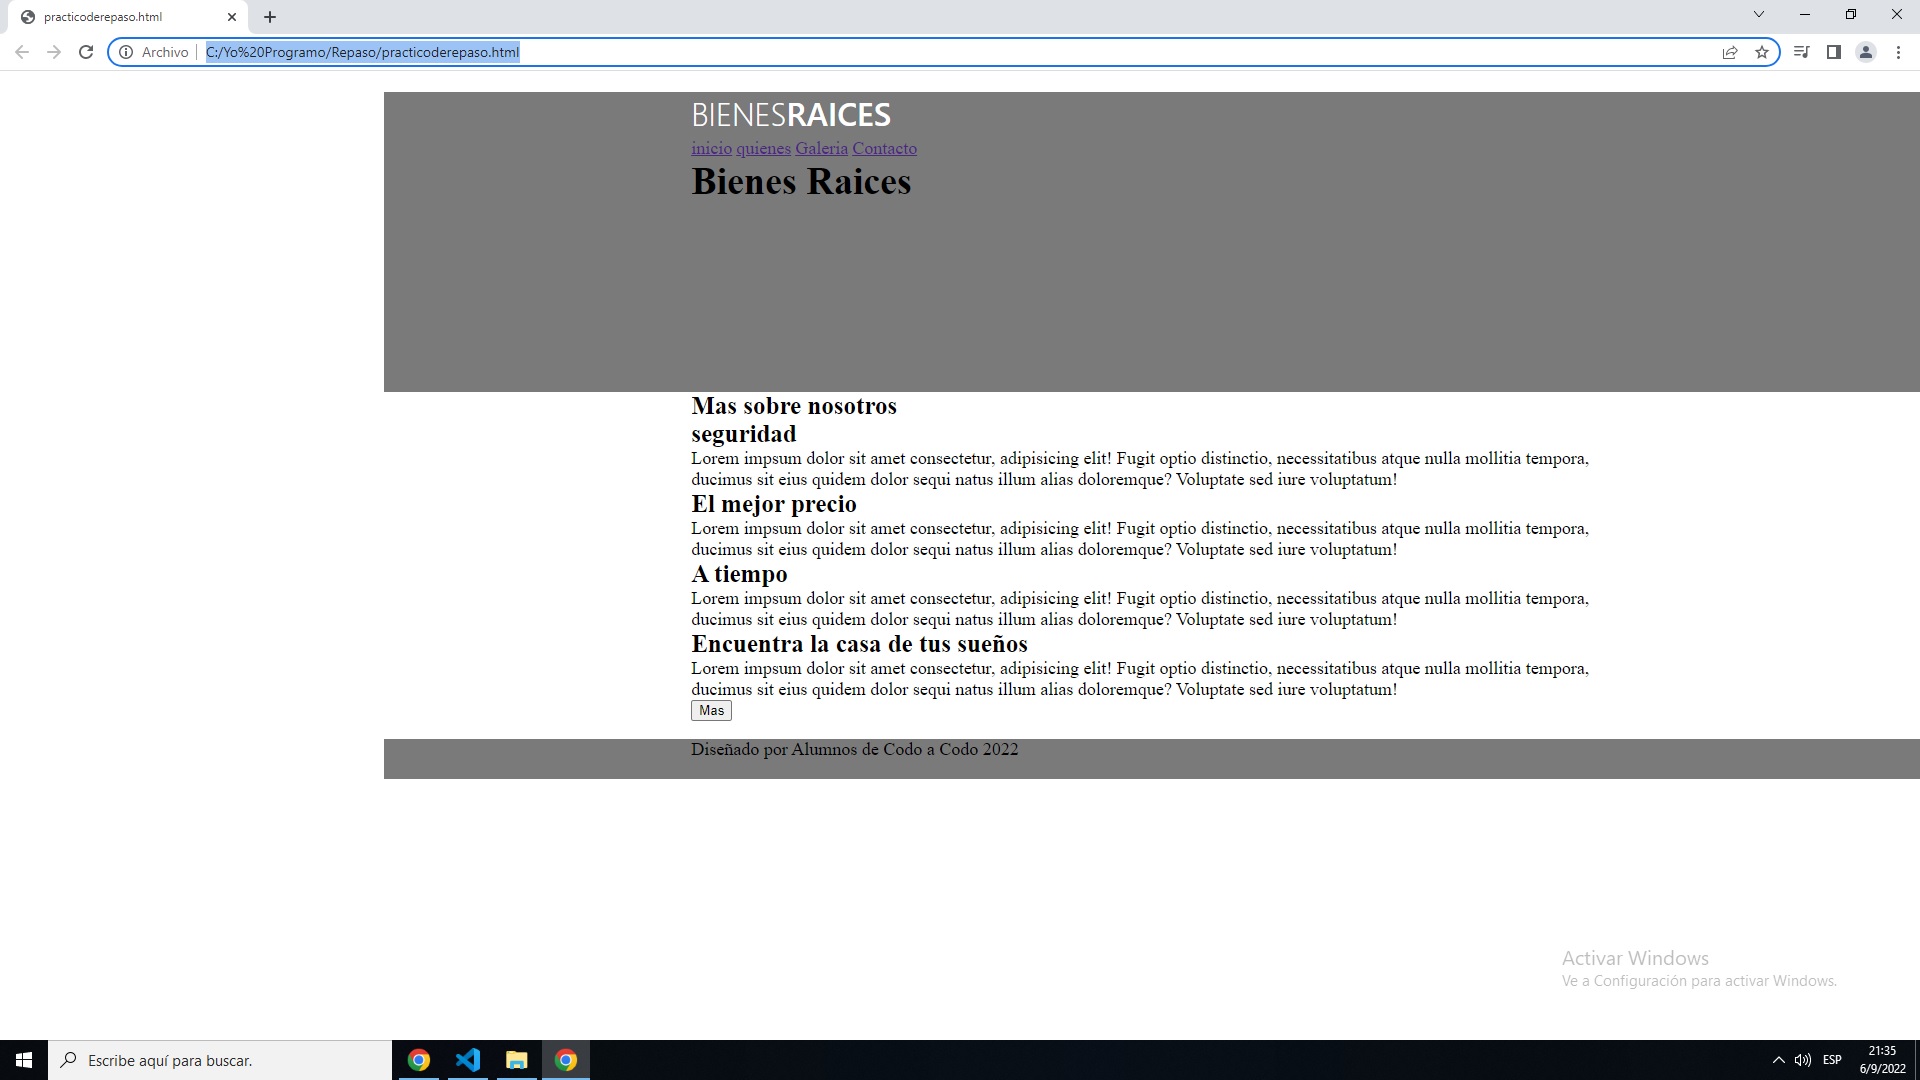 practicoderepaso.html
Archivo C:/Yo%20Programo/Repaso/practicoderepaso.html
BIENESRAICES
inicio quienes Galeria Contacto
Bienes Raices
Mas sobre nosotros
seguridad
Lorem impsum dolor sit amet consectetur, adipisicing elit! Fugit optio distinctio, necessitatibus atque nulla mollitia tempora,
ducimus sit eius quidem dolor sequi natus illum alias doloremque? Voluptate sed iure voluptatum!
El mejor precio
Lorem impsum dolor sit amet consectetur, adipisicing elit! Fugit optio distinctio, necessitatibus atque nulla mollitia tempora,
ducimus sit eius quidem dolor sequi natus illum alias doloremque? Voluptate sed iure voluptatum!
A tiempo
Lorem impsum dolor sit amet consectetur, adipisicing elit! Fugit optio distinctio, necessitatibus atque nulla mollitia tempora,
ducimus sit eius quidem dolor sequi natus illum alias doloremque? Voluptate sed iure voluptatum!
Encuentra la casa de tus sueños
Lorem impsum dolor sit amet consectetur, adipisicing elit! Fugit optio distinctio, necessitatibus atque nulla mollitia tempora,
ducimus sit eius quidem dolor sequi natus illum alias doloremque? Voluptate sed iure voluptatum!
Mas
Diseñado por Alumnos de Codo a Codo 2022
Activar Windows
Ve a Configuración para activar Windows.
Escribe aquí para buscar.
ESP
21:35
6/9/2022